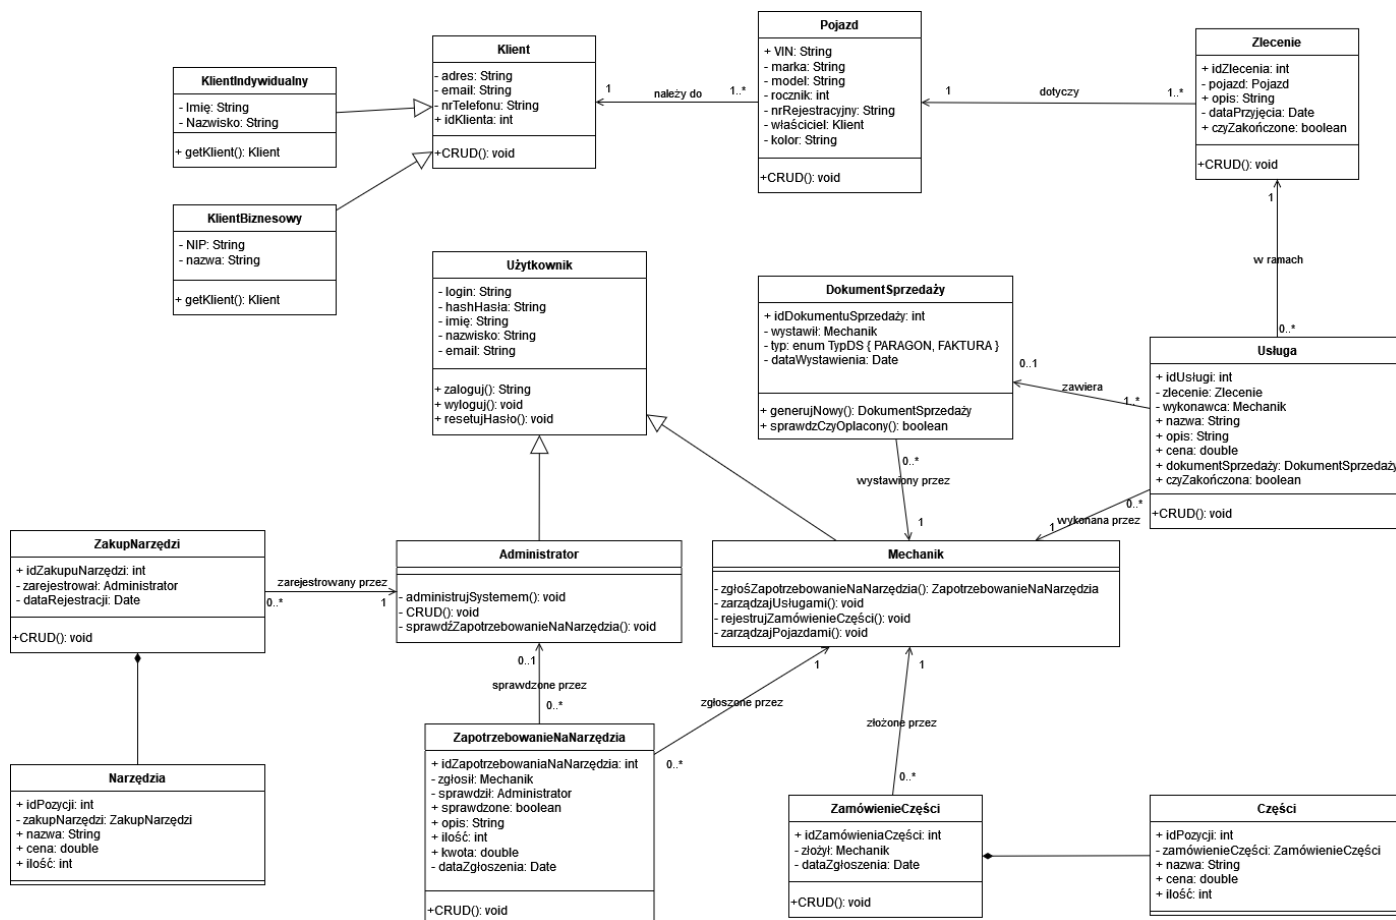 KlientIndywidualny
- Imię: String
- Nazwisko: String
+ getKlient(): Klient
KlientBiznesowy
- NIP: String
- nazwa: String
+ getKlient(): Klient
Klient
- adres: String
- email: String
- nrTelefonu: String
+ idKlienta: int
+CRUD(): void
1
należy do
1..*
Pojazd
+ VIN: String
- marka: String
- model: String
- rocznik: int
- nrRejestracyjny: String
- właściciel: Klient
- kolor: String
+CRUD(): void
1
dotyczy
1..*
Zlecenie
+ idZlecenia: int
- pojazd: Pojazd
+ opis: String
- dataPrzyjęcia: Date
+ czyZakończone: boolean
+CRUD(): void
1
w ramach
0..*
Użytkownik
- login: String
- hashHasła: String
- imię: String
- nazwisko: String
- email: String
+ zaloguj(): String
+ wyloguj(): void
+ resetujHasło(): void
DokumentSprzedaży
+ idDokumentuSprzedaży: int
- wystawił: Mechanik
- typ: enum TypDS { PARAGON, FAKTURA }
- dataWystawienia: Date
+ generujNowy(): DokumentSprzedaży
+ sprawdzCzyOplacony(): boolean
0..1
zawiera
1..*
Usługa
+ idUsługi: int
- zlecenie: Zlecenie
- wykonawca: Mechanik
+ nazwa: String
+ opis: String
+ cena: double
+ dokumentSprzedaży: DokumentSprzedaży
+ czyZakończona: boolean
+CRUD(): void
0..*
wystawiony przez
1
0..*
wykonana przez
1
ZakupNarzędzi
+ idZakupuNarzędzi: int
- zarejestrował: Administrator
- dataRejestracji: Date
+CRUD(): void
zarejestrowany przez
0..*
1
Administrator
- administrujSystemem(): void
- CRUD(): void
- sprawdźZapotrzebowanieNaNarzędzia(): void
Mechanik
- zgłośZapotrzebowanieNaNarzędzia(): ZapotrzebowanieNaNarzędzia
- zarządzajUsługami(): void
- rejestrujZamówienieCzęści(): void
- zarządzajPojazdami(): void
0..1
sprawdzone przez
0..*
1
zgłoszone przez
0..*
1
złożone przez
0..*
Narzędzia
+ idPozycji: int
- zakupNarzędzi: ZakupNarzędzi
+ nazwa: String
+ cena: double
+ ilość: int
ZapotrzebowanieNaNarzędzia
+ idZapotrzebowaniaNaNarzędzia: int
- zgłosił: Mechanik
- sprawdził: Administrator
+ sprawdzone: boolean
+ opis: String
+ ilość: int
+ kwota: double
- dataZgłoszenia: Date
+CRUD(): void
ZamówienieCzęści
+ idZamówieniaCzęści: int
- złożył: Mechanik
- dataZgłoszenia: Date
+CRUD(): void
Części
+ idPozycji: int
- zamówienieCzęści: ZamówienieCzęści
+ nazwa: String
+ cena: double
+ ilość: int